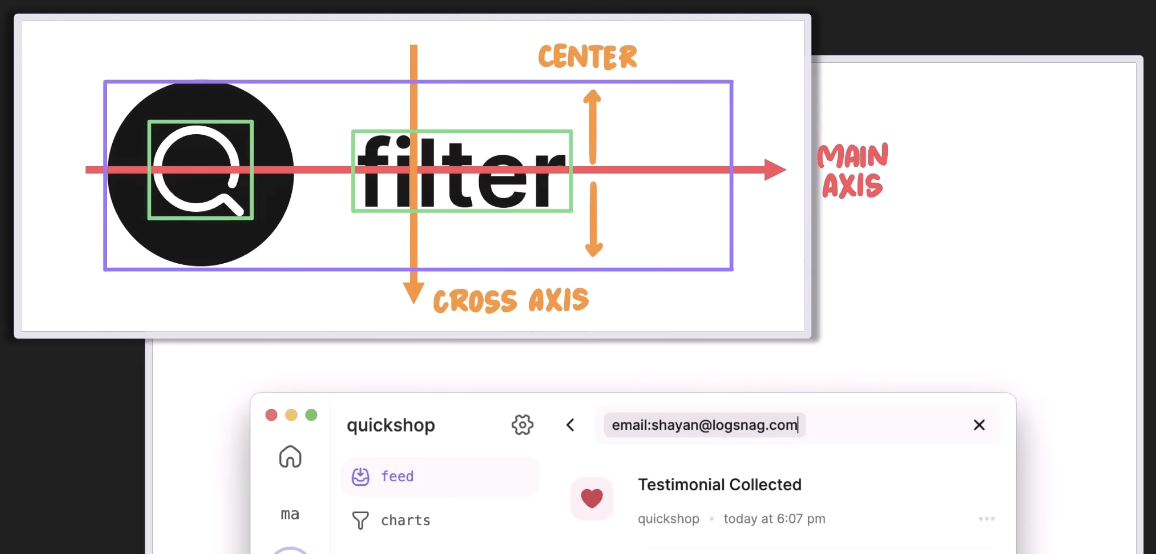 CENTER
filter
MAIN
AXIS
CROSS AXIS
quickshop
email:shayan@logsnag.com
feed
Testimonial Collected
ma
charts
quickshop • today at 6:07 pm